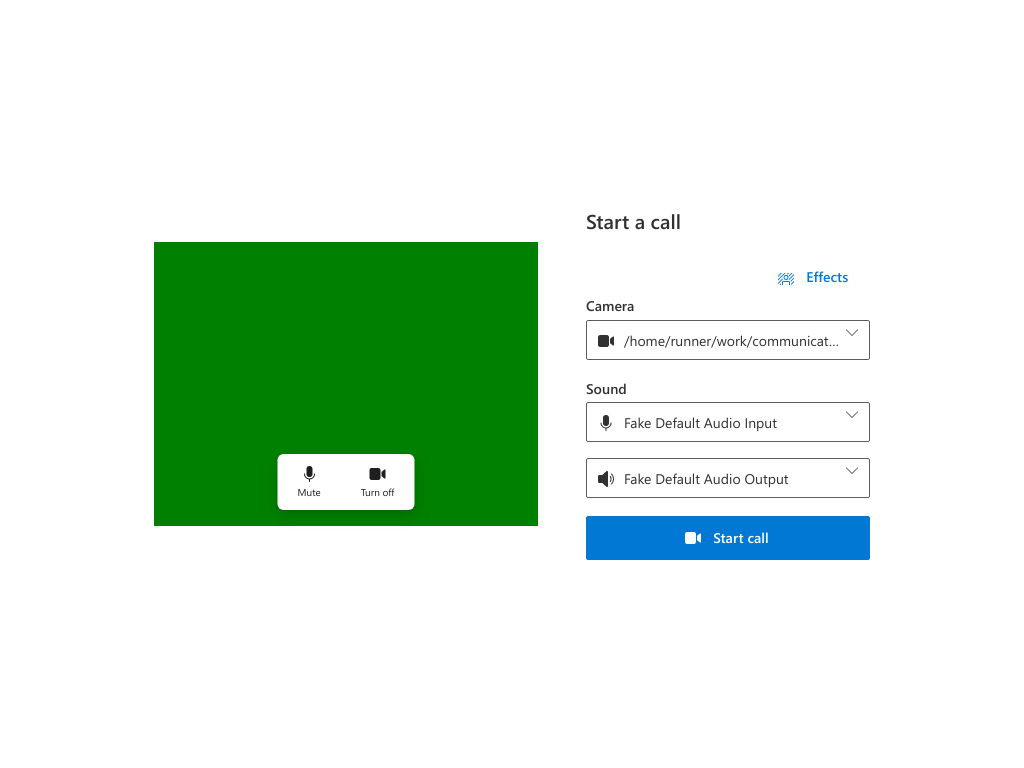 Start a call
Effects
Camera
/home/runner/work/communicat...
Sound
Fake Default Audio Input
Fake Default Audio Output
Start call
Mute
Turn off